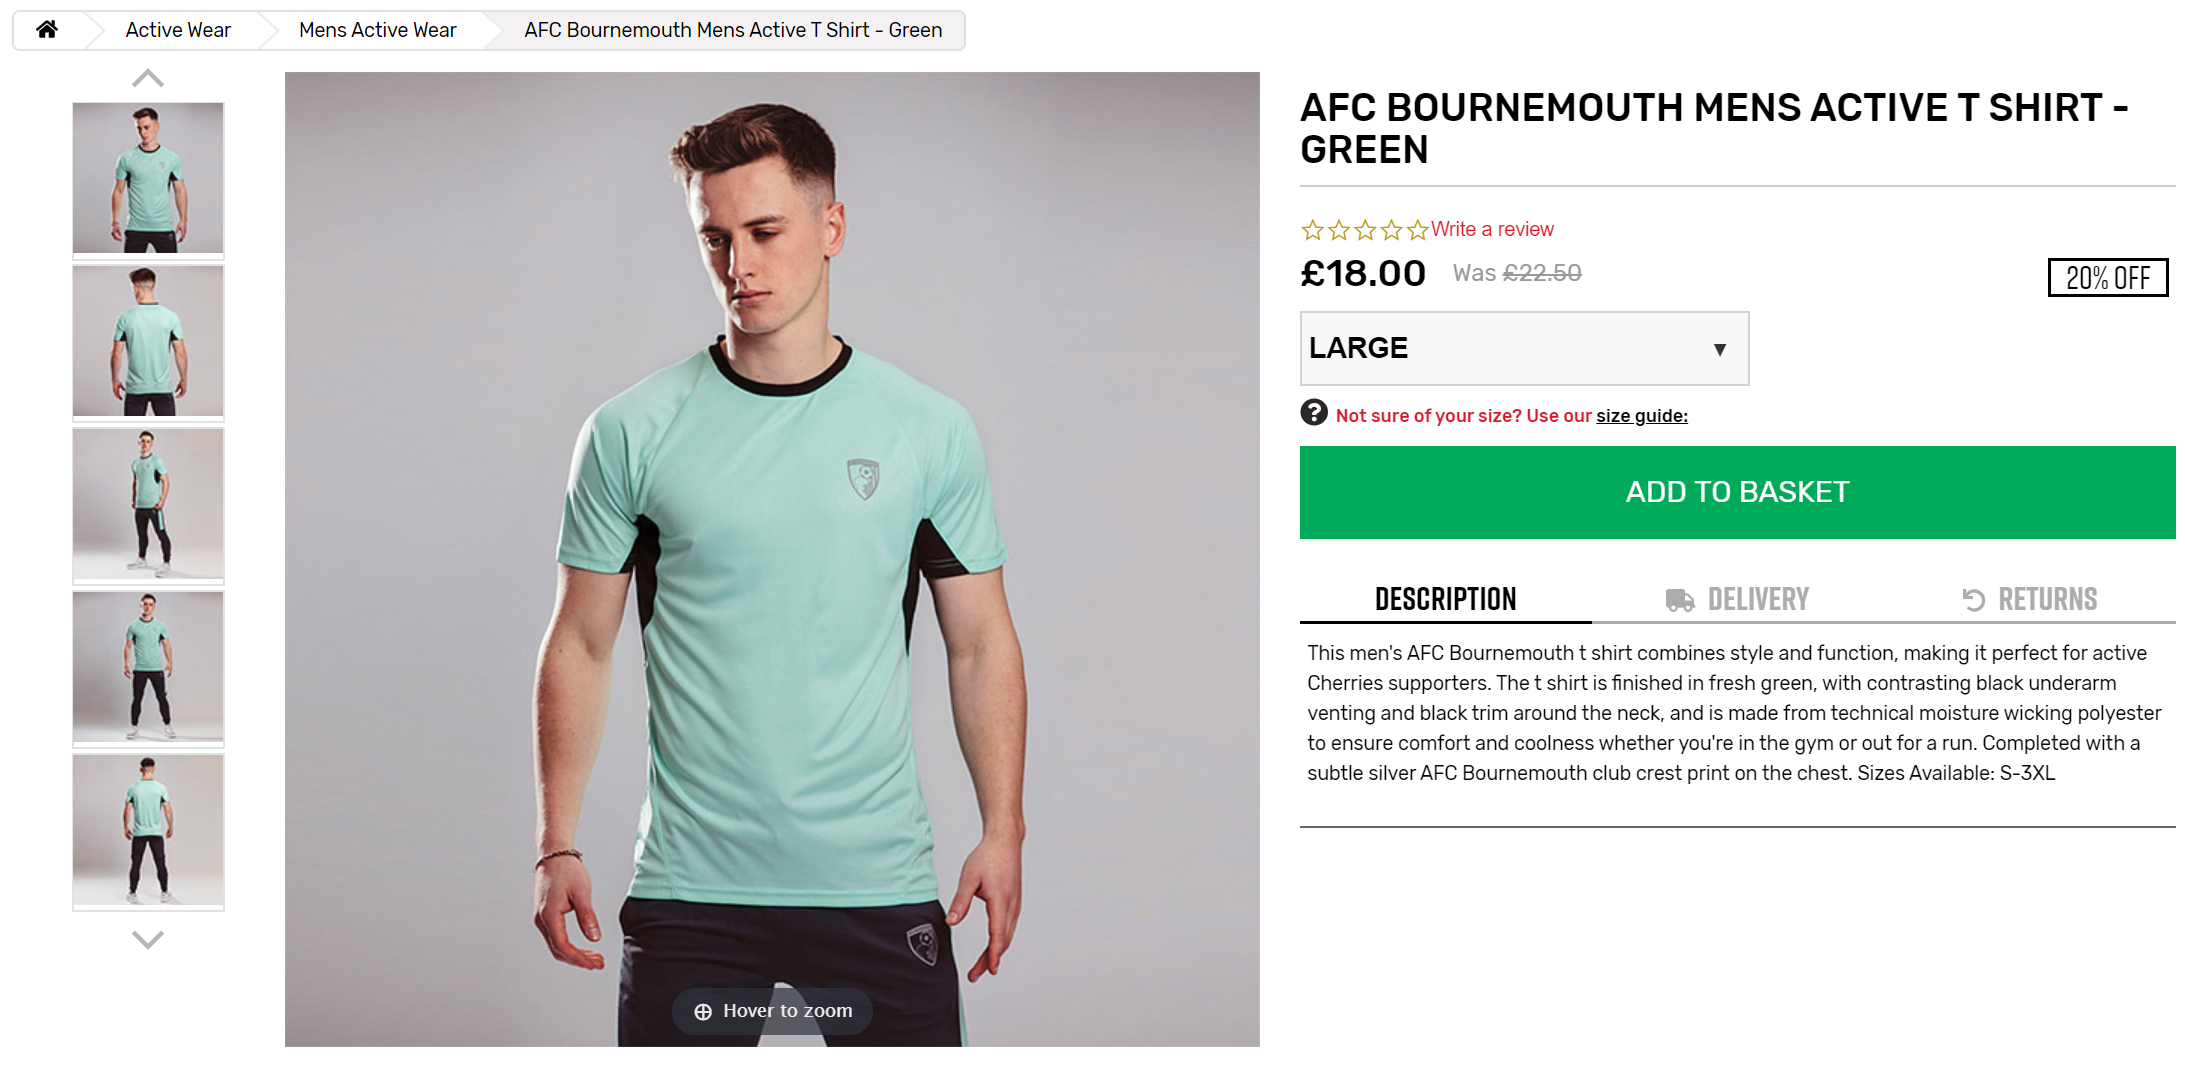 Active Wear
Mens Active Wear
AFC Bournemouth Mens Active T Shirt - Green
Hover to zoom
AFC BOURNEMOUTH MENS ACTIVE T SHIRT -
GREEN
Write a review
£18.00 Was £22.50
20% OFF
LARGE
Not sure of your size? Use our size guide:
ADD TO BASKET
DESCRIPTION
DELIVERY
RETURNS
This men's AFC Bournemouth t shirt combines style and function, making it perfect for active
Cherries supporters. The t shirt is finished in fresh green, with contrasting black underarm
venting and black trim around the neck, and is made from technical moisture wicking polyester
to ensure comfort and coolness whether you're in the gym or out for a run. Completed with a
subtle silver AFC Bournemouth club crest print on the chest. Sizes Available: S-3XL